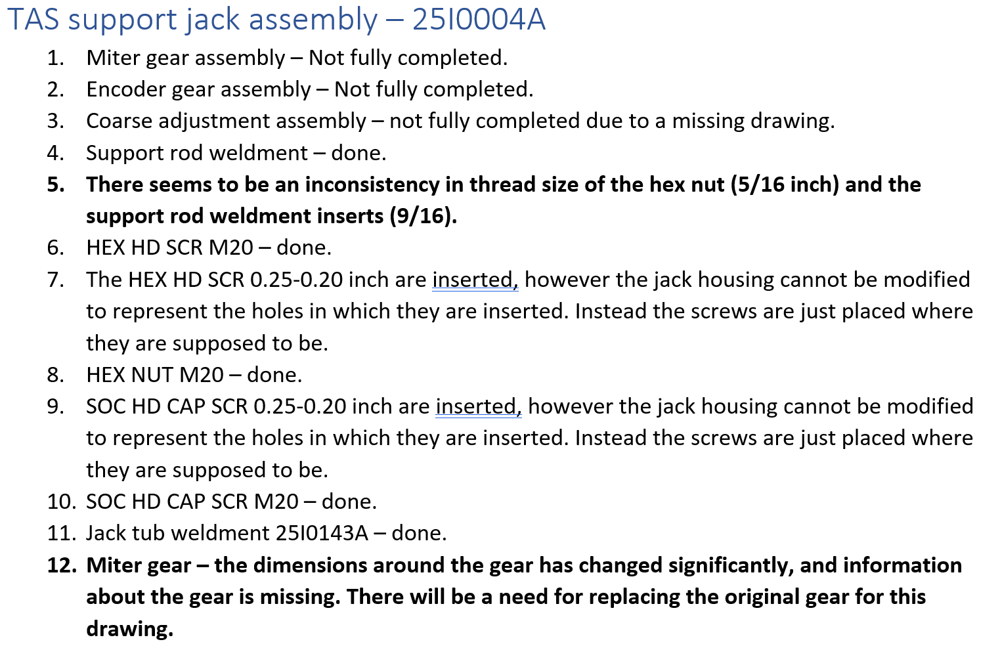 TAS support jack assembly – 25I0004A
1. Miter gear assembly – Not fully completed.
2. Encoder gear assembly – Not fully completed.
3. Coarse adjustment assembly – not fully completed due to a missing drawing.
4. Support rod weldment – done.
5. There seems to be an inconsistency in thread size of the hex nut (5/16 inch) and the
support rod weldment inserts (9/16).
6. HEX HD SCR M20 – done.
7. The HEX HD SCR 0.25-0.20 inch are inserted, however the jack housing cannot be modified
to represent the holes in which they are inserted. Instead the screws are just placed where
they are supposed to be.
8. HEX NUT M20 – done.
9. SOC HD CAP SCR 0.25-0.20 inch are inserted, however the jack housing cannot be modified
to represent the holes in which they are inserted. Instead the screws are just placed where
they are supposed to be.
10. SOC HD CAP SCR M20 – done.
11. Jack tub weldment 25I0143A – done.
12. Miter gear – the dimensions around the gear has changed significantly, and information
about the gear is missing. There will be a need for replacing the original gear for this
drawing.